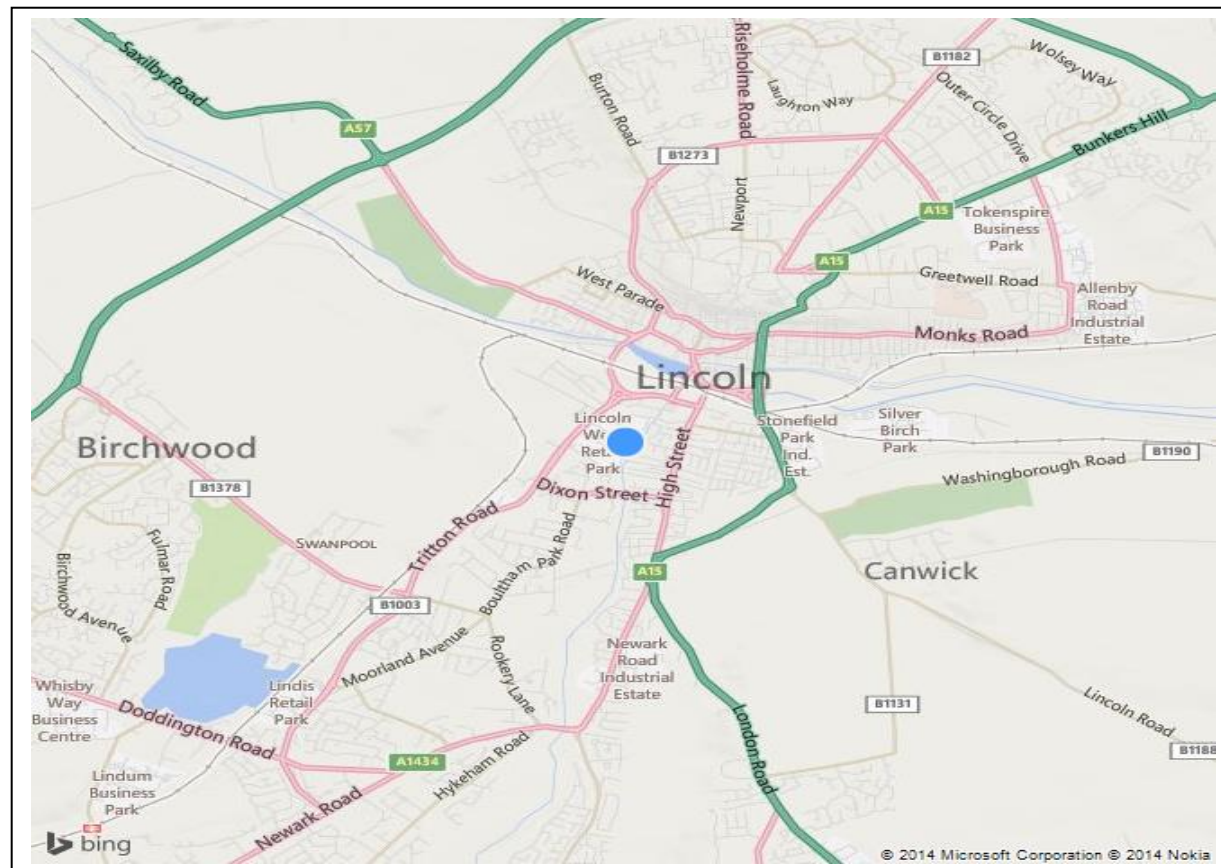 Saxilby Road
A57
Burton Road
B1273
Riseholme Road
Laughton Way
B1182
Wolsey Way
Outer Circle Drive
Bunkers Hill
Newport
A15
Tokenspire
Business
Park
A15
Greetwell Road
Allenby
Road
Industrial
Estate
West Parade
Monks Road
Lincoln
Birchwood
Lincoln
Park
Stonefield
Park
Ind.
Est.
Silver
Birch
Park
B1190
Washingborough Road
High Street
Dixon Street
B1378
Tritton Road
SWANPOOL
Fulmar Road
Birchwood Avenue
Boultham Park Road
A15
Canwick
B1003
Moorland Avenue
Rookery Lane
Newark
Road
Industrial
Estate
Whisby
Way
Business
Centre
Lindis
Retail
Park
Doddington Road
B1131
Lincoln Road
B1188
London Road
A1434
Hykeham Road
Lindum
Business
Park
Newark Road
bing
© 2014 Microsoft Corporation © 2014 Nokia